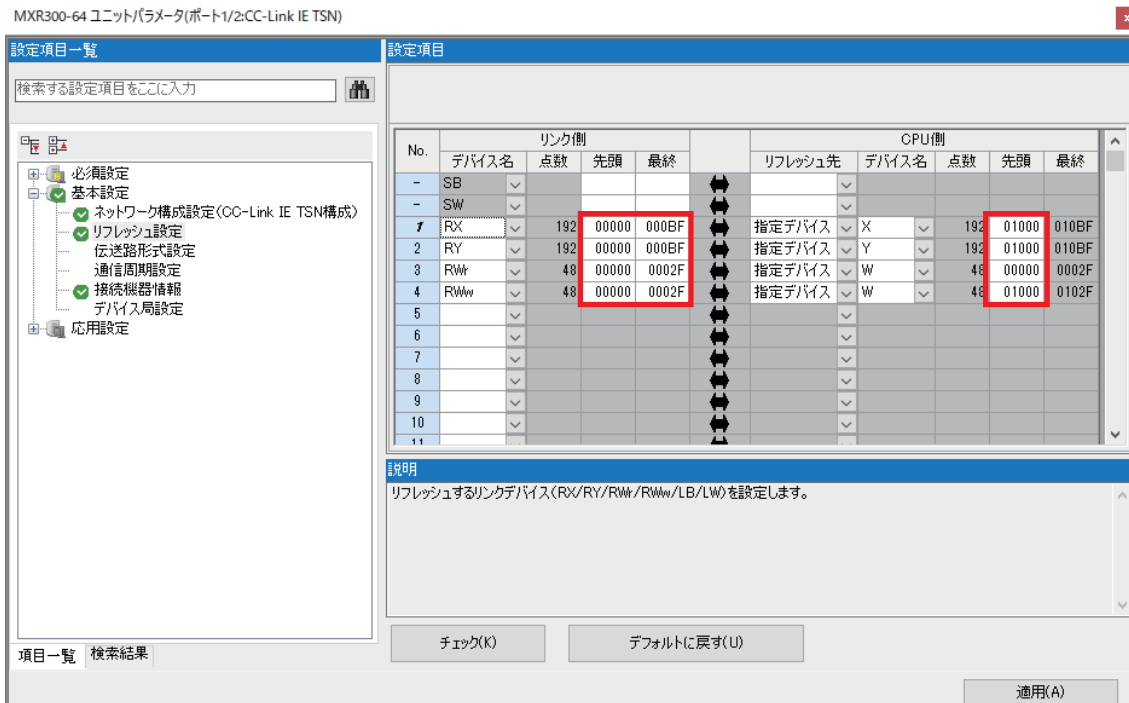 MXR300-64 ユニットパラメータ(ポート1/2:CC-Link IE TSN)
設定項目一覧
検索する設定項目をここに入力
必須設定
基本設定
ネットワーク構成設定(CC-Link IE TSN構成)
リフレッシュ設定
伝送路形式設定
通信周期設定
接続機器情報
デバイス局設定
応用設定
項目一覧 検索結果
設定項目
No. リンク側 CPU側
デバイス名 点数 先頭 最終 リフレッシュ先 デバイス名 点数 先頭 最終
- SB
- SW
1 RX 192 00000 000BF 指定デバイス X 192 01000 010BF
2 RY 192 00000 000BF 指定デバイス Y 192 01000 010BF
3 RWr 48 00000 0002F 指定デバイス W 48 00000 0002F
4 RWw 48 00000 0002F 指定デバイス W 48 01000 0102F
5
6
7
8
9
10
11
説明
リフレッシュするリンクデバイス(RX/RY/RWr/RWw/LB/LW)を設定します。
チェック(K) デフォルトに戻す(U)
適用(A)